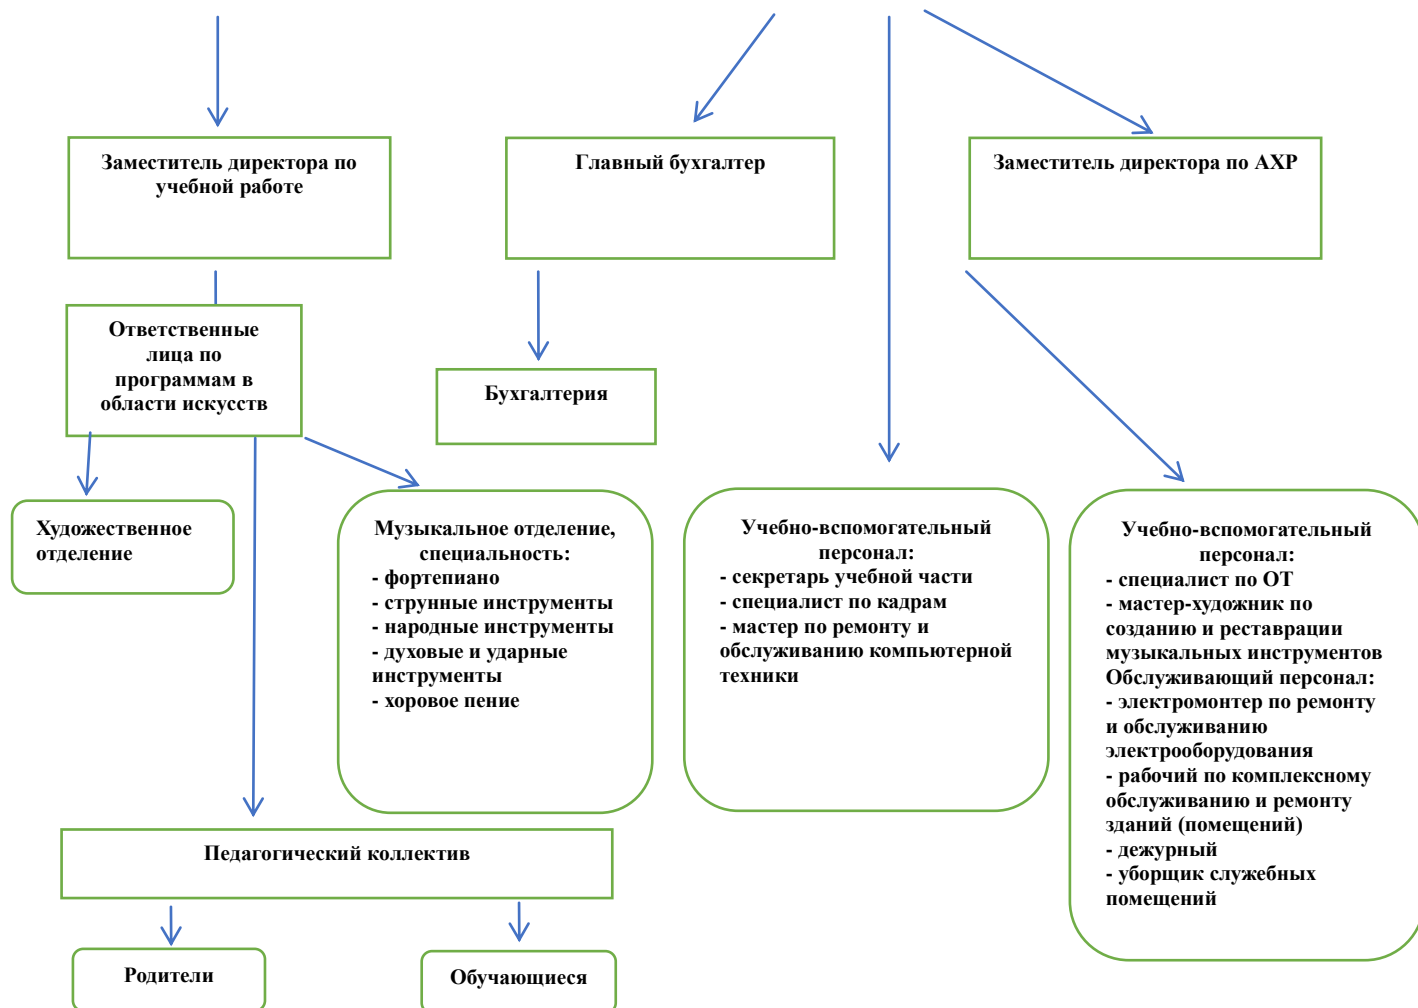 Заместитель директора по
учебной работе
Главный бухгалтер
Заместитель директора по АХР
Ответственные
лица по
программам в
области искусств
Бухгалтерия
Художественное
отделение
Музыкальное отделение,
специальность:
- фортепиано
- струнные инструменты
- народные инструменты
- духовые и ударные
инструменты
- хоровое пение
Учебно-вспомогательный
персонал:
- секретарь учебной части
- специалист по кадрам
- мастер по ремонту и
обслуживанию компьютерной
техники
Учебно-вспомогательный
персонал:
- специалист по ОТ
- мастер-художник по
созданию и реставрации
музыкальных инструментов
Обслуживающий персонал:
- электромонтер по ремонту
и обслуживанию
электрооборудования
- рабочий по комплексному
обслуживанию и ремонту
зданий (помещений)
- дежурный
- уборщик служебных
помещений
Педагогический коллектив
Родители
Обучающиеся